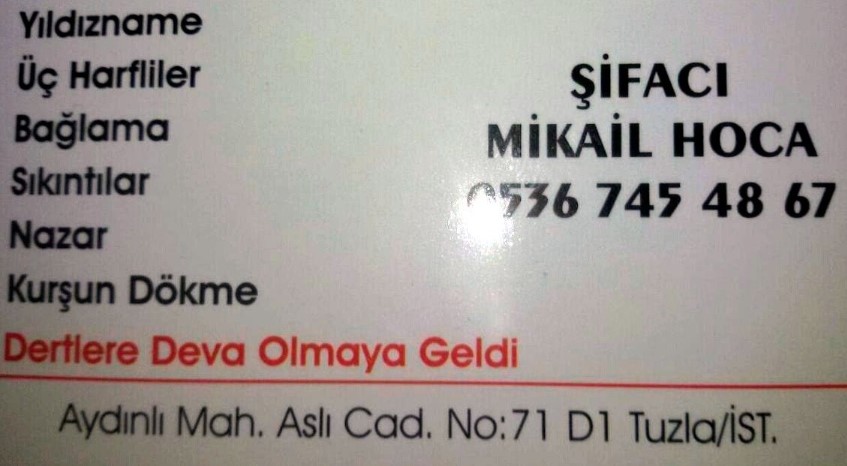 Yıldızname
Üç Harfliler
Bağlama
Sıkıntılar
Nazar
Kurşun Dökme
Dertlere Deva Olmaya Geldi
ŞİFACI
MİKAİL HOCA
0536 745 48 67
Aydınlı Mah. Aslı Cad. No:71 D1 Tuzla/İST.